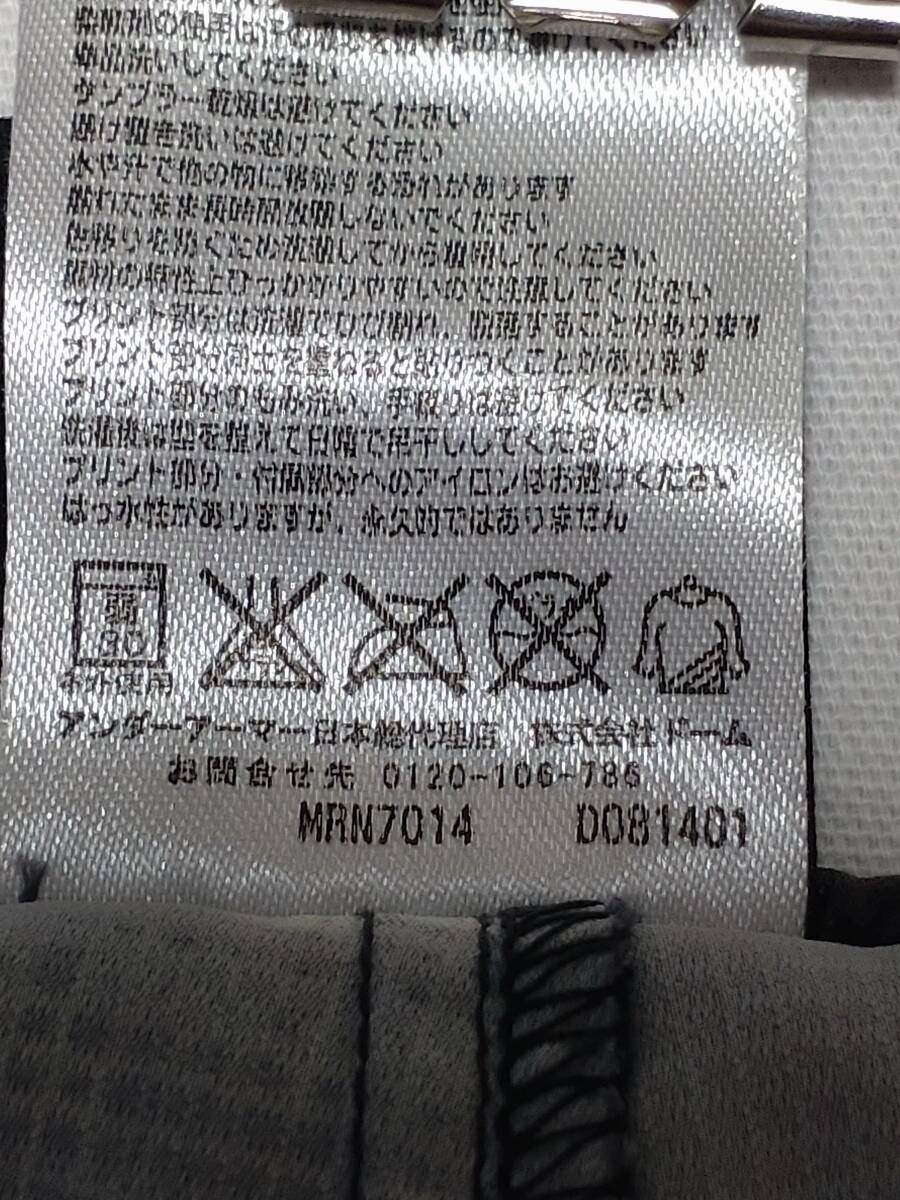 単品洗いしてください
タンブラー乾燥は避けてください
漬け置き洗いは避けてください
水や汗で他の物に移染する恐れがあります
濡れたまま長時間放置しないでください
色移りを防ぐため洗濯してから着用してください
素材の特性上ひっかかりやすいのでは注意してください
プリント部分は洗濯でひび割れ、脱落することがあります
プリント部分同士を重ねると貼りつくことがあります
プリント部分のもみ洗い、手絞りは避けてください
洗濯後は型を整えて日陰で吊干ししてください
プリント部分・付属部分へのアイロンはお避けください
はっ水性がありますが、永久的ではありません
弱
30
ネット使用
アンダーアーマー日本総代理店 株式会社ドーム
お問合せ先 0120-106-786
MRN7014 D081401